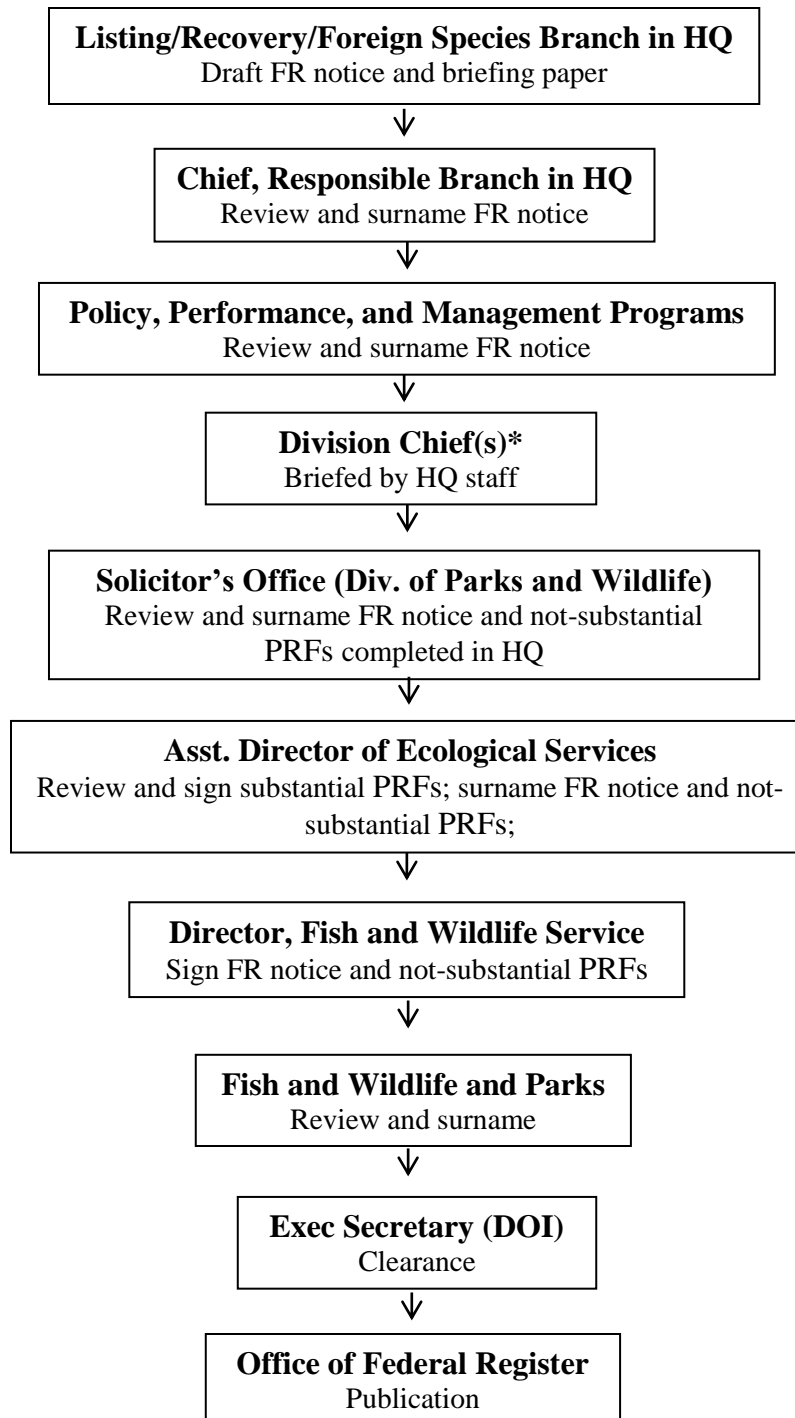 Listing/Recovery/Foreign Species Branch in HQ
Draft FR notice and briefing paper
Chief, Responsible Branch in HQ
Review and surname FR notice
Policy, Performance, and Management Programs
Review and surname FR notice
Division Chief(s)*
Briefed by HQ staff
Solicitor's Office (Div. of Parks and Wildlife)
Review and surname FR notice and not-substantial
PRFs completed in HQ
Asst. Director of Ecological Services
Review and sign substantial PRFs; surname FR notice and not-
substantial PRFs;
Director, Fish and Wildlife Service
Sign FR notice and not-substantial PRFs
Fish and Wildlife and Parks
Review and surname
Exec Secretary (DOI)
Clearance
Office of Federal Register
Publication